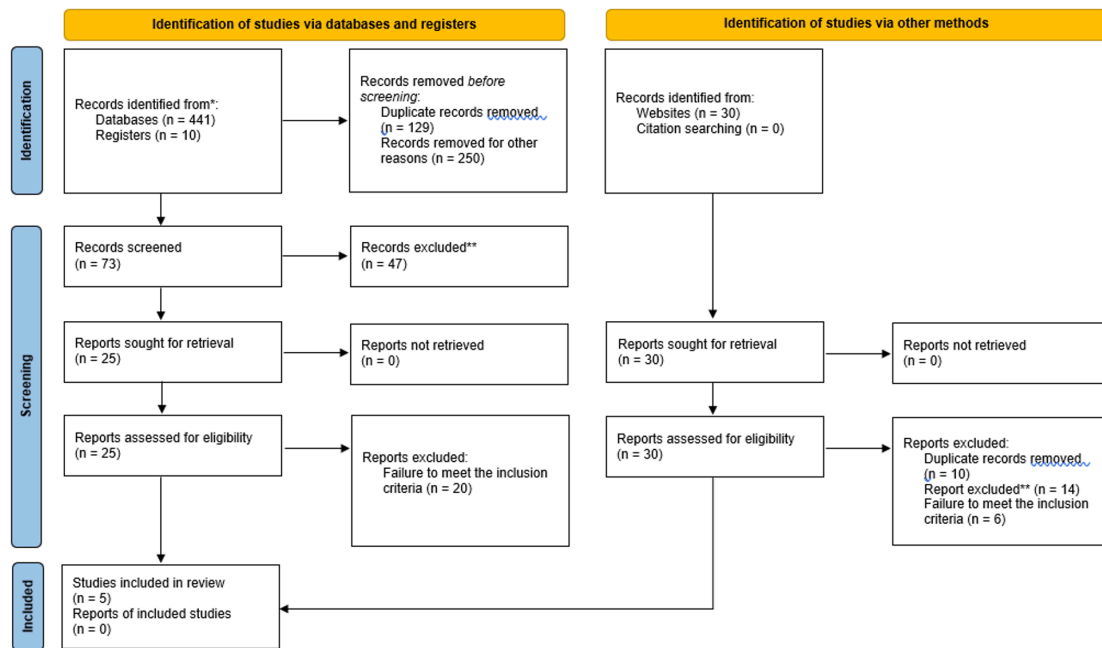 Identification of studies via databases and registers
Identification of studies via other methods
Identification
Records identified from*:
Databases (n = 441)
Registers (n = 10)
Records removed before
screening:
Duplicate records removed
(n = 129)
Records removed for other
reasons (n = 250)
Records identified from:
Websites (n = 30)
Citation searching (n = 0)
Screening
Records screened
(n = 73)
Records excluded**
(n = 47)
Reports sought for retrieval
(n = 25)
Reports not retrieved
(n = 0)
Reports sought for retrieval
(n = 30)
Reports not retrieved
(n = 0)
Reports assessed for eligibility
(n = 25)
Reports excluded:
Failure to meet the inclusion
criteria (n = 20)
Reports assessed for eligibility
(n = 30)
Reports excluded:
Duplicate records removed
(n = 10)
Report excluded** (n = 14)
Failure to meet the inclusion
criteria (n = 6)
Included
Studies included in review
(n = 5)
Reports of included studies
(n = 0)